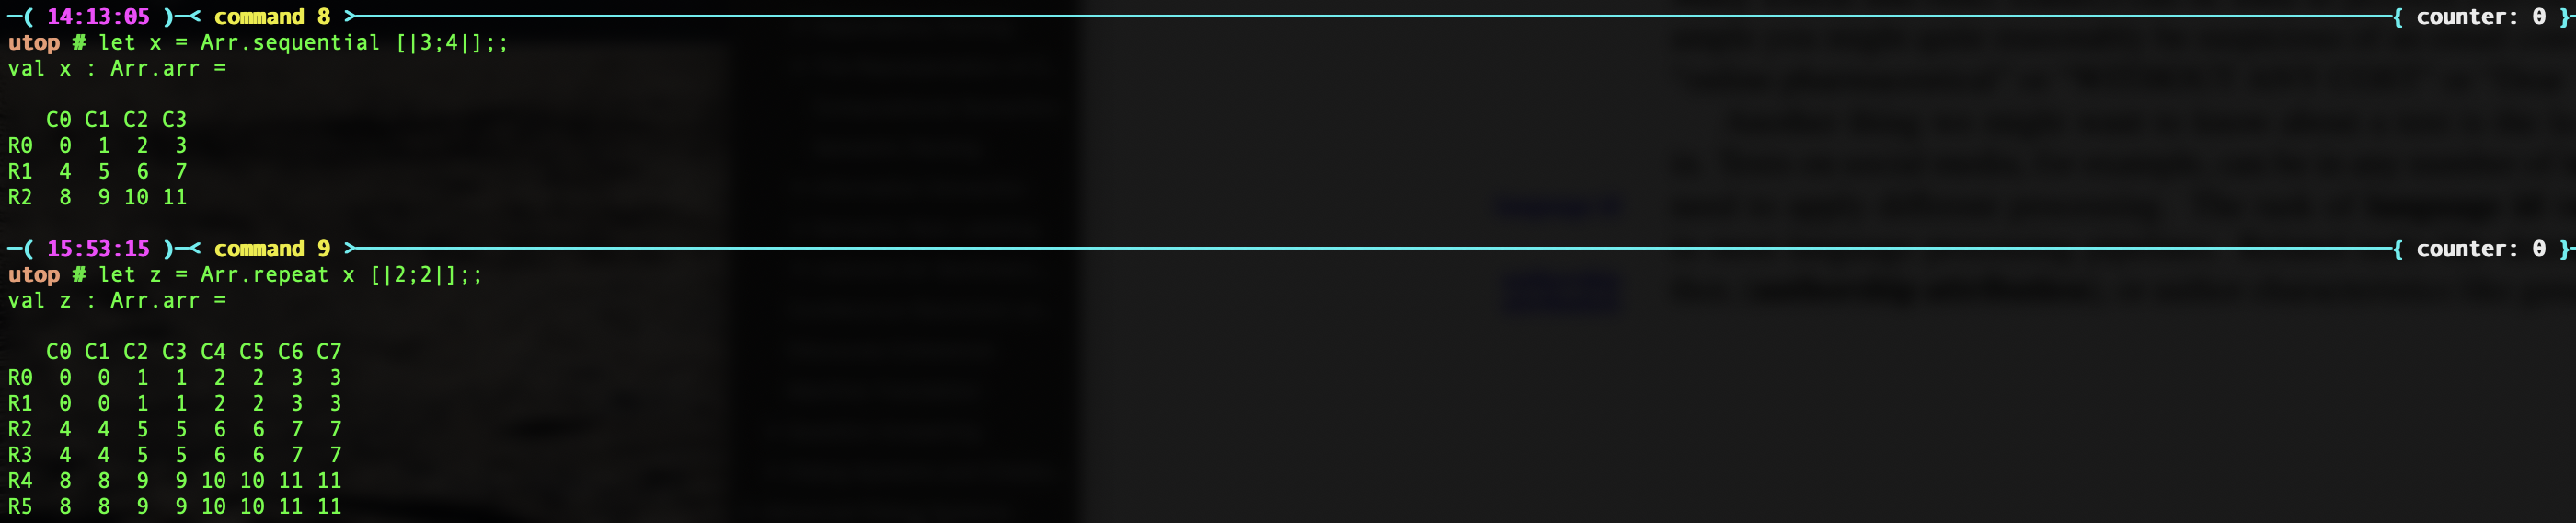 ─( 14:13:05 )─< command 8 >─{ counter: 0 }─
utop # let x = Arr.sequential [|3;4|];;
val x : Arr.arr =
C0 C1 C2 C3
R0 0 1 2 3
R1 4 5 6 7
R2 8 9 10 11
─( 15:53:15 )─< command 9 >─{ counter: 0 }─
utop # let z = Arr.repeat x [|2;2|];;
val z : Arr.arr =
C0 C1 C2 C3 C4 C5 C6 C7
R0 0 0 1 1 2 2 3 3
R1 0 0 1 1 2 2 3 3
R2 4 4 5 5 6 6 7 7
R3 4 4 5 5 6 6 7 7
R4 8 8 9 9 10 10 11 11
R5 8 8 9 9 10 10 11 11